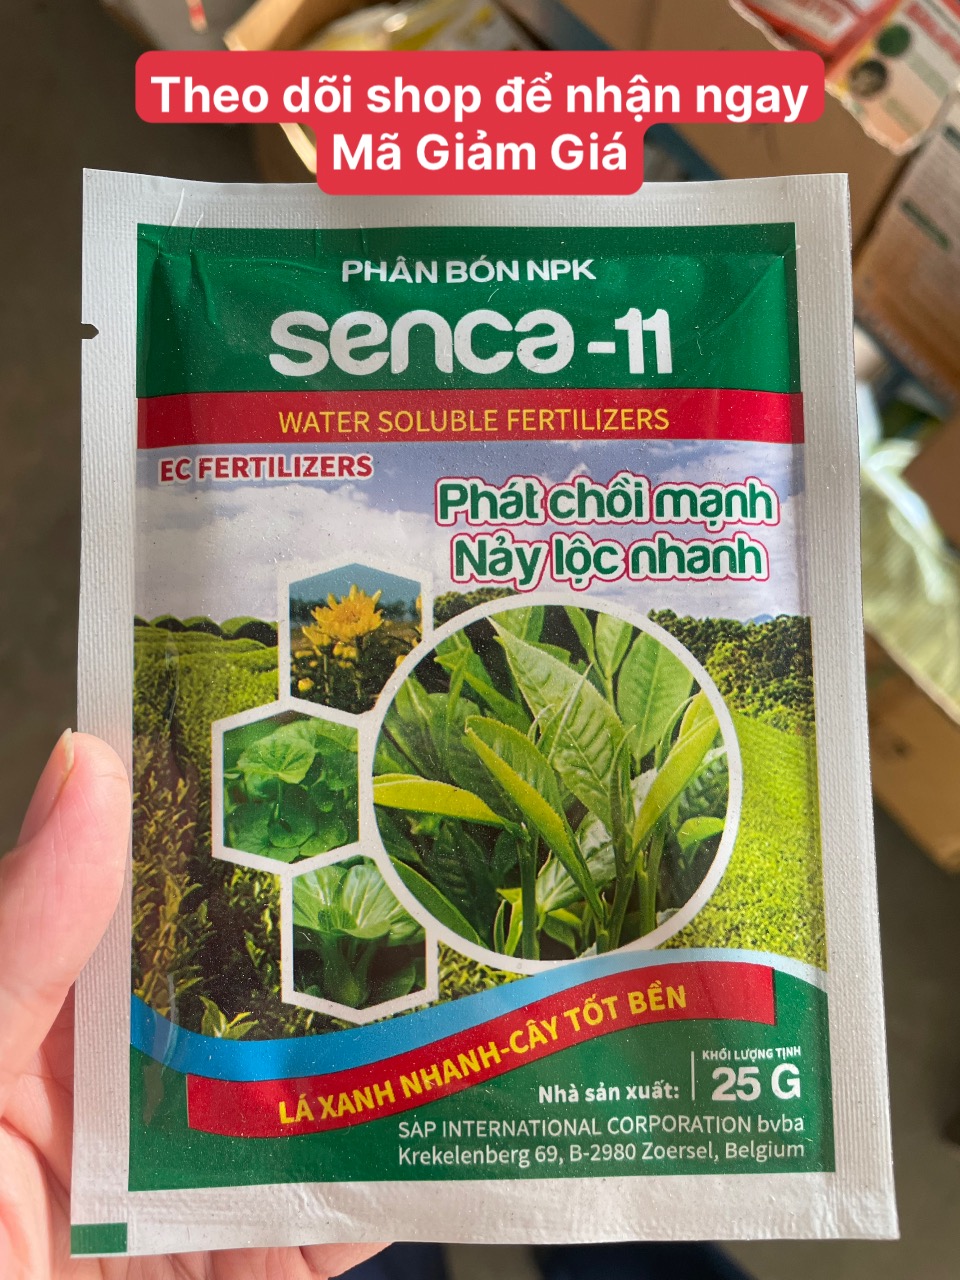 Theo dõi shop để nhận ngay
Mã Giảm Giá
PHÂN BÓN NPK
senca-11
WATER SOLUBLE FERTILIZERS
EC FERTILIZERS
Phát chồi mạnh
Nảy lộc nhanh
LÁ XANH NHANH-CÂY TỐT BỀN
KHỐI LƯỢNG TỊNH
Nhà sản xuất: 25 G
SAP INTERNATIONAL CORPORATION bvba
Krekelenberg 69, B-2980 Zoersel, Belgium